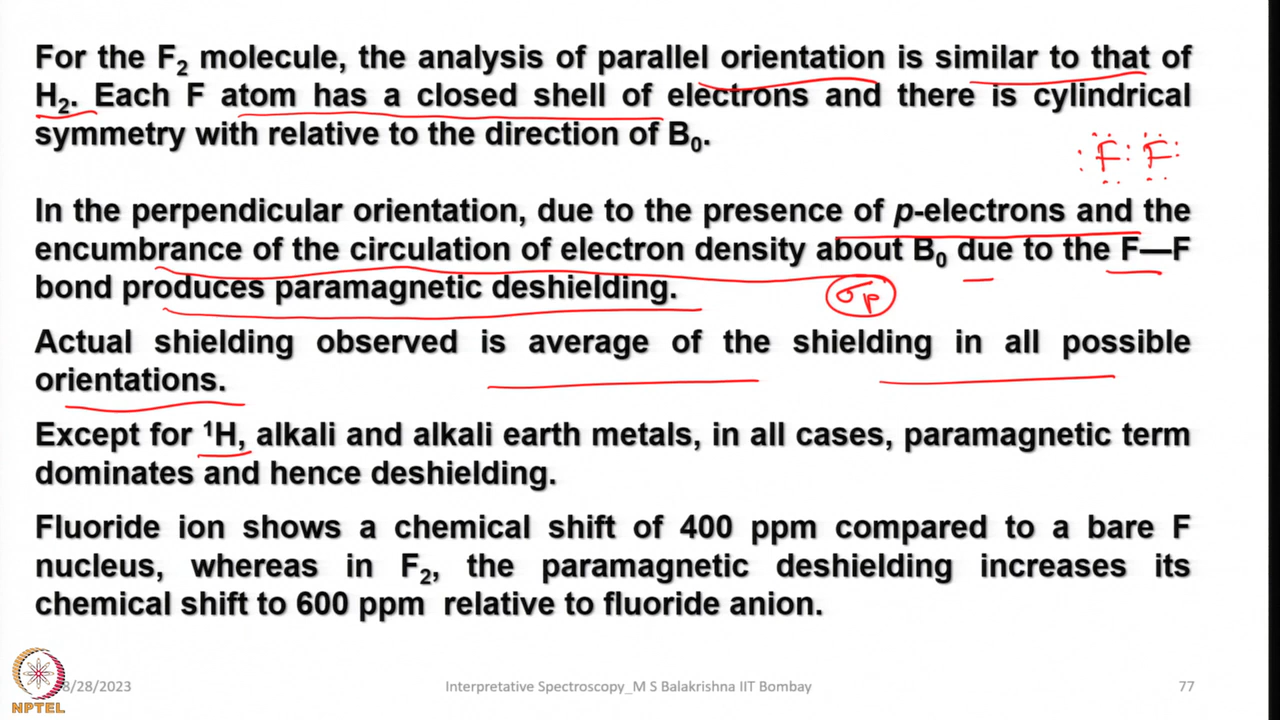 For the F₂ molecule, the analysis of parallel orientation is similar to that of
H₂. Each F atom has a closed shell of electrons and there is cylindrical
symmetry with relative to the direction of B₀.
:F:F:
In the perpendicular orientation, due to the presence of p-electrons and the
encumbrance of the circulation of electron density about B₀ due to the F—F
bond produces paramagnetic deshielding.
σp
Actual shielding observed is average of the shielding in all possible
orientations.
Except for ¹H, alkali and alkali earth metals, in all cases, paramagnetic term
dominates and hence deshielding.
Fluoride ion shows a chemical shift of 400 ppm compared to a bare F
nucleus, whereas in F₂, the paramagnetic deshielding increases its
chemical shift to 600 ppm relative to fluoride anion.
8/28/2023
Interpretative Spectroscopy_M S Balakrishna IIT Bombay
77
NPTEL